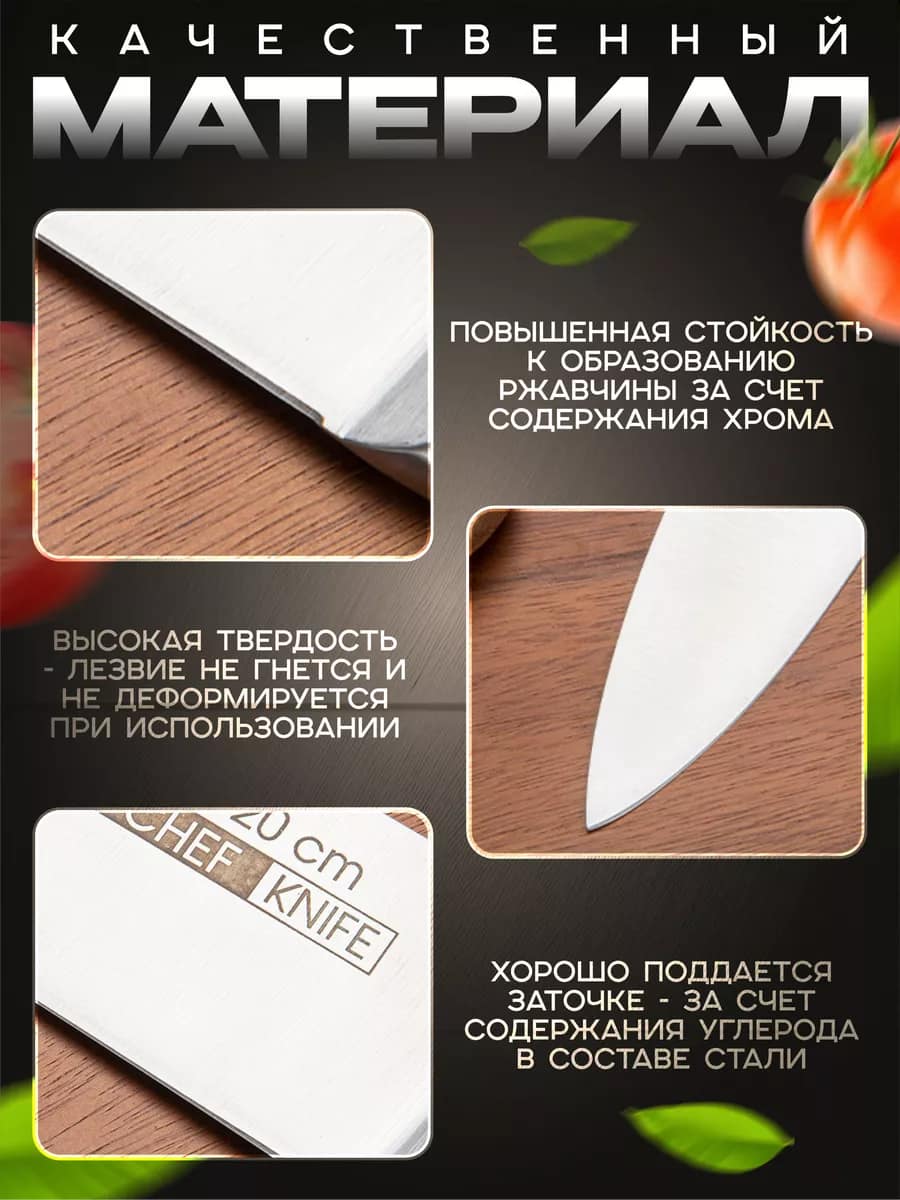 КАЧЕСТВЕННЫЙ
МАТЕРИАЛ
ПОВЫШЕННАЯ СТОЙКОСТЬ
К ОБРАЗОВАНИЮ
РЖАВЧИНЫ ЗА СЧЕТ
СОДЕРЖАНИЯ ХРОМА
ВЫСОКАЯ ТВЕРДОСТЬ
- ЛЕЗВИЕ НЕ ГНЕТСЯ И
НЕ ДЕФОРМИРУЕТСЯ
ПРИ ИСПОЛЬЗОВАНИИ
20 cm
CHEF KNIFE
ХОРОШО ПОДДАЕТСЯ
ЗАТОЧКЕ - ЗА СЧЕТ
СОДЕРЖАНИЯ УГЛЕРОДА
В СОСТАВЕ СТАЛИ